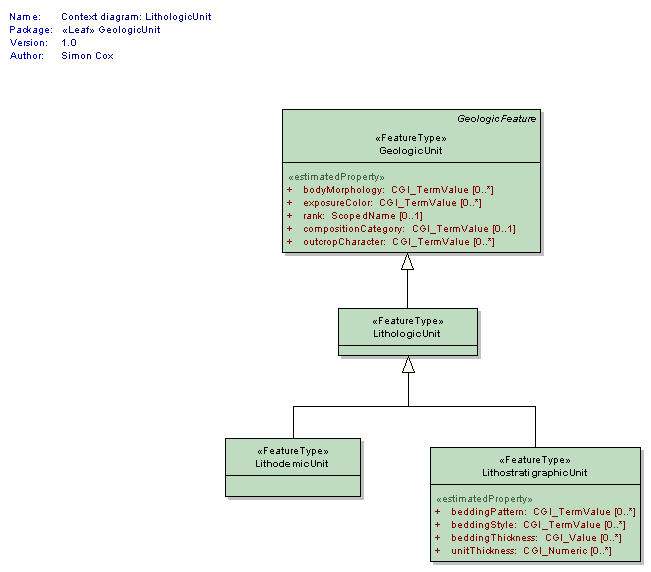 Name: Context diagram: LithologicUnit
Package: «Leaf» GeologicUnit
Version: 1.0
Author: Simon Cox
GeologicFeature
«FeatureType»
GeologicUnit
«estimatedProperty»
+ bodyMorphology: CGI_TermValue [0..*]
+ exposureColor: CGI_TermValue [0..*]
+ rank: ScopedName [0..1]
+ compositionCategory: CGI_TermValue [0..1]
+ outcropCharacter: CGI_TermValue [0..*]
«FeatureType»
LithologicUnit
«FeatureType»
LithodemicUnit
«FeatureType»
LithostratigraphicUnit
«estimatedProperty»
+ beddingPattern: CGI_TermValue [0..*]
+ beddingStyle: CGI_TermValue [0..*]
+ beddingThickness: CGI_Value [0..*]
+ unitThickness: CGI_Numeric [0..*]